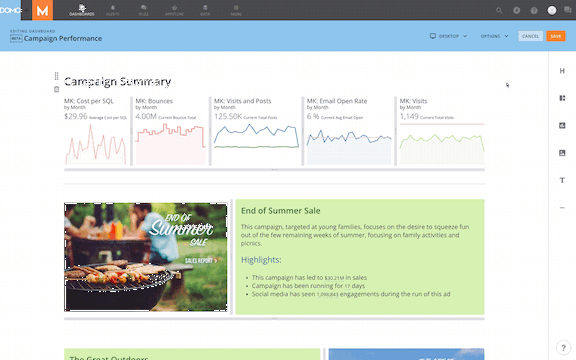 DOMO
DASHBOARDS
ALERTS
BUZZ
APPSTORE
DATA
MORE
EDITING DASHBOARD
BETA Campaign Performance
DESKTOP
OPTIONS
CANCEL
SAVE
Campaign Summary
MK: Cost per SQL
by Month
$29.96 Average Cost per SQL
MK: Bounces
by Month
4.00M Current Bounce Total
MK: Visits and Posts
by Month
125.50K Current Total Posts
MK: Email Open Rate
by Month
6 % Current Avg Email Open
MK: Visits
by Month
1,149 Current Total Visits
H
T
END OF
Summer
SALE
SALES REPORT >
End of Summer Sale
This campaign, targeted at young families, focuses on the desire to squeeze fun
out of the few remaining weeks of summer, focusing on family activities and
picnics.
Highlights:
• This campaign has led to $30.21M in sales
• Campaign has been running for 17 days
• Social media has seen engagements during the run of this ad
The Great Outdoors
?